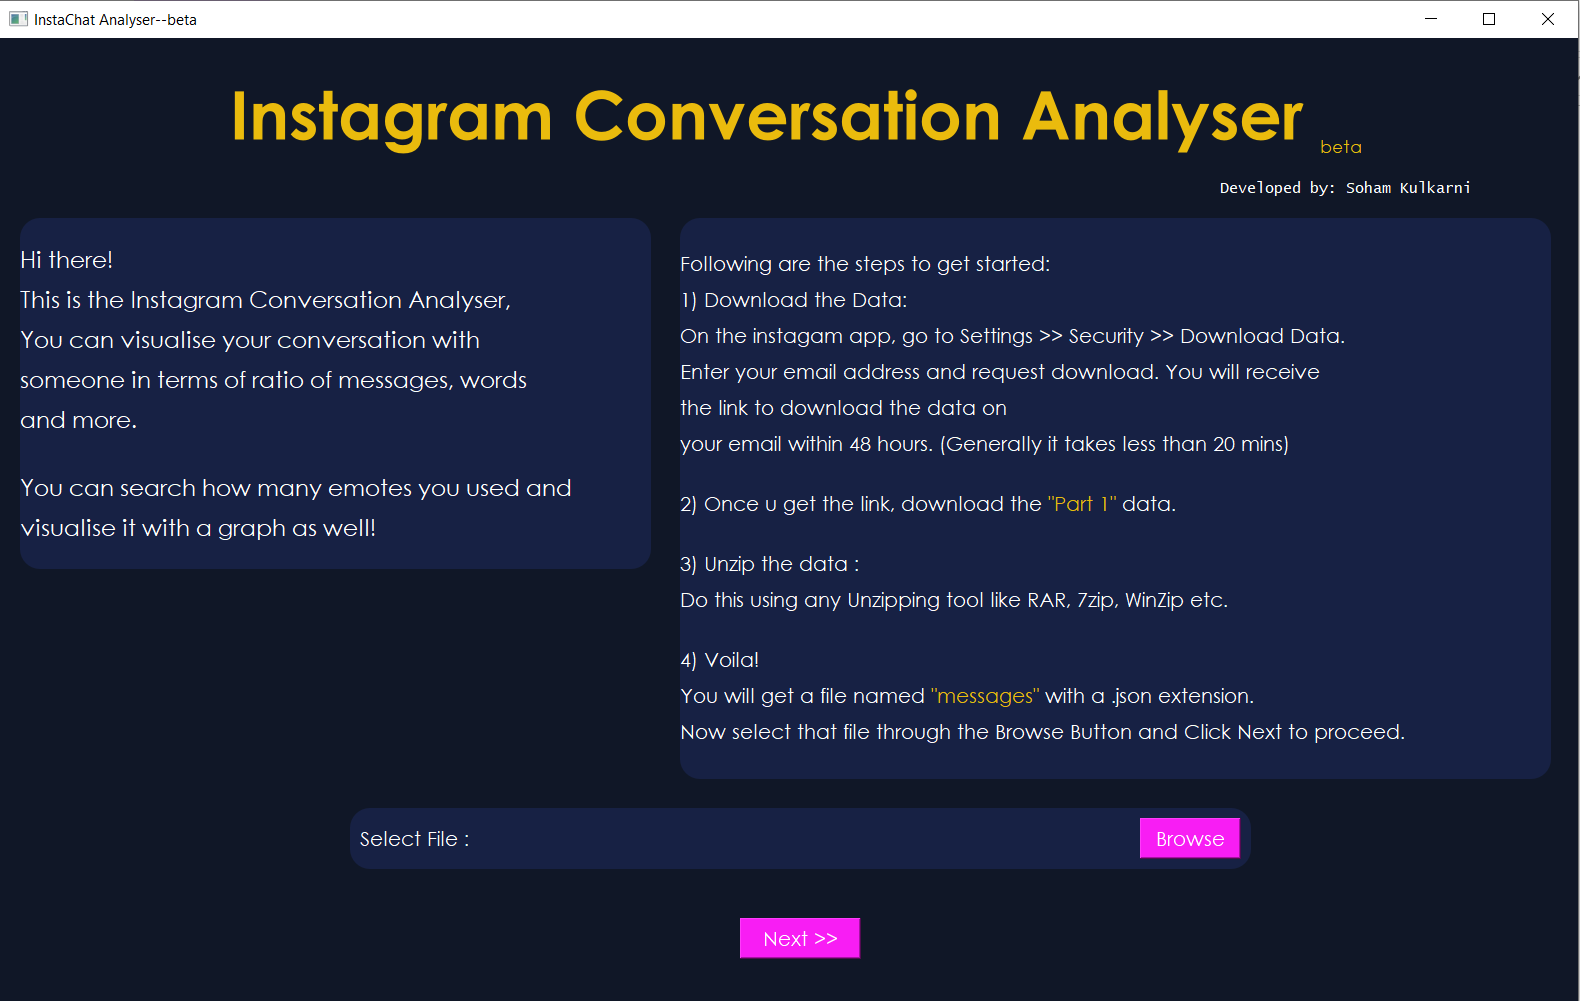 InstaChat Analyser--beta
Instagram Conversation Analyser
beta
Developed by: Soham Kulkarni
Hi there!
This is the Instagram Conversation Analyser,
You can visualise your conversation with
someone in terms of ratio of messages, words
and more.
You can search how many emotes you used and
visualise it with a graph as well!
Following are the steps to get started:
1) Download the Data:
On the instagam app, go to Settings >> Security >> Download Data.
Enter your email address and request download. You will receive
the link to download the data on
your email within 48 hours. (Generally it takes less than 20 mins)
2) Once u get the link, download the "Part 1" data.
3) Unzip the data :
Do this using any Unzipping tool like RAR, 7zip, WinZip etc.
4) Voila!
You will get a file named "messages" with a .json extension.
Now select that file through the Browse Button and Click Next to proceed.
Select File :
Browse
Next >>